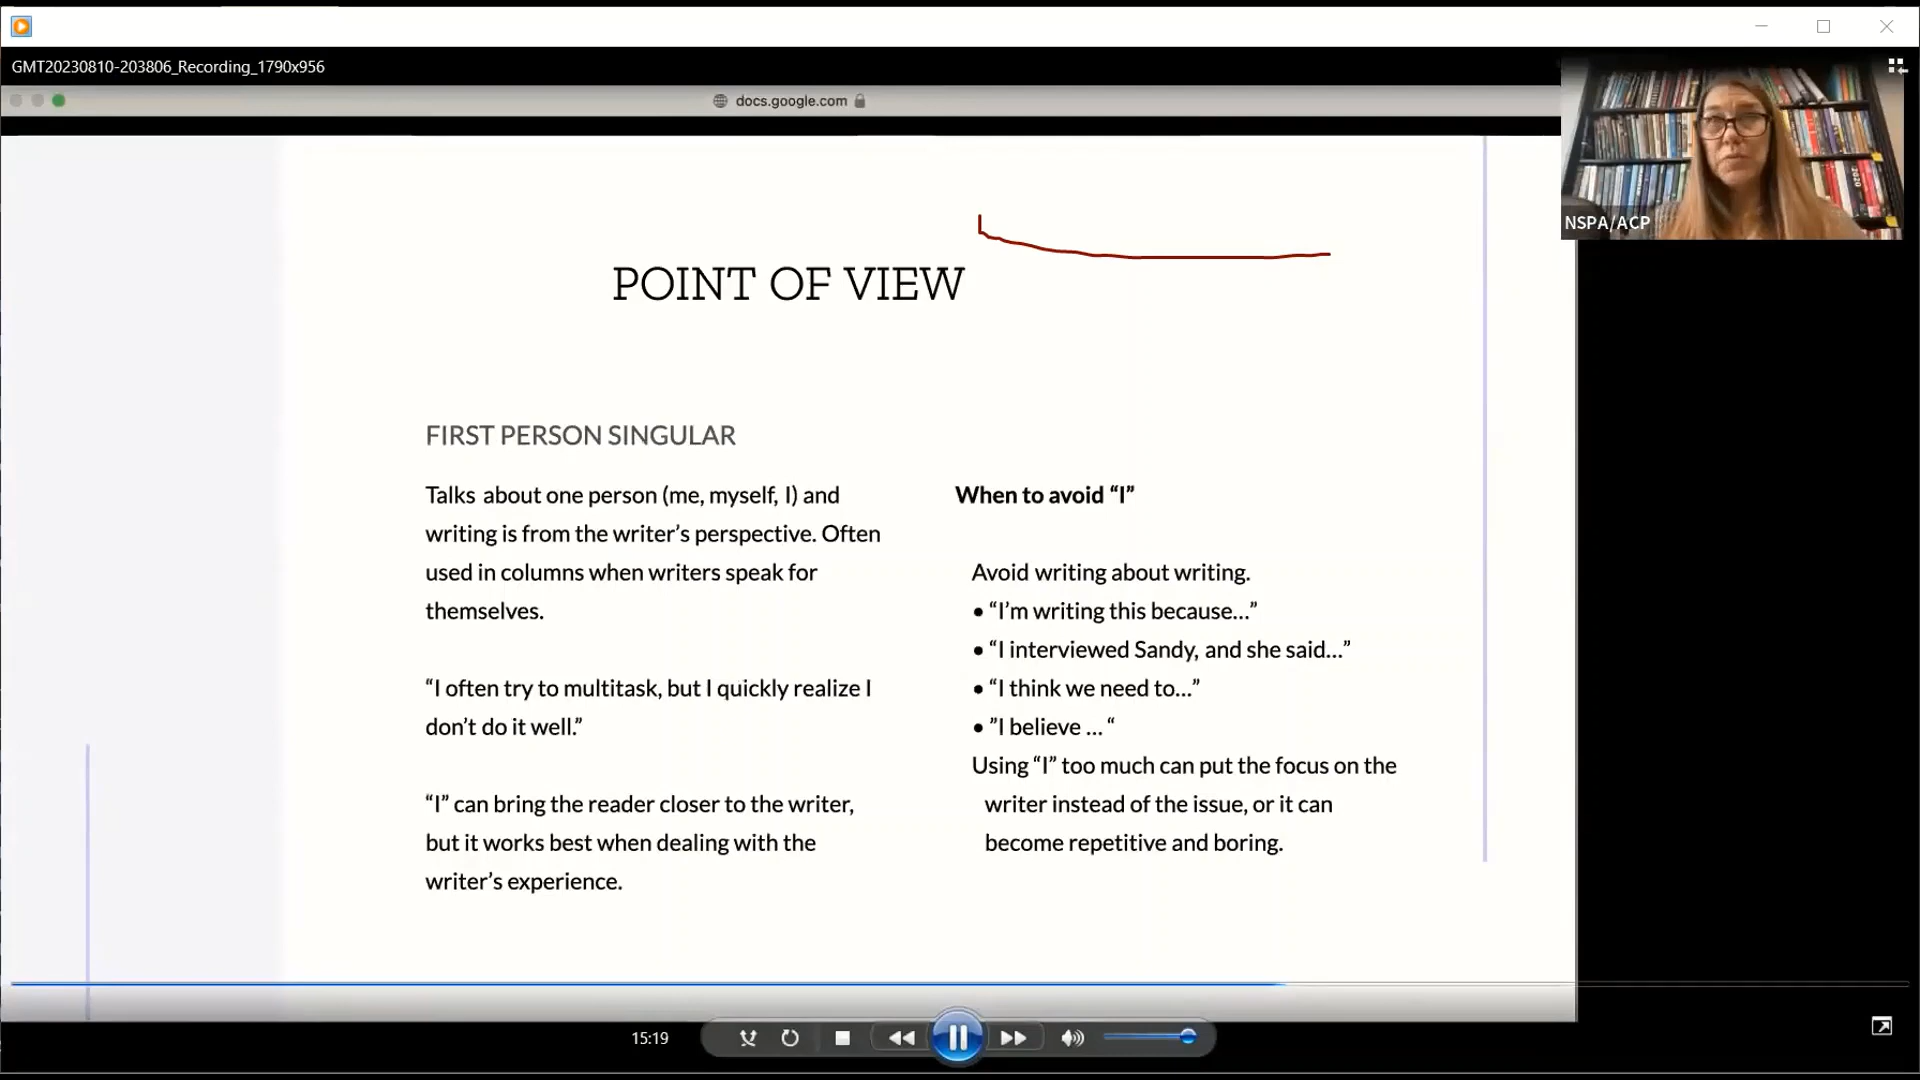 GMT20230810-203806_Recording_1790x956
docs.google.com
NSPA/ACP
2020
POINT OF VIEW
FIRST PERSON SINGULAR
Talks about one person (me, myself, I) and
writing is from the writer’s perspective. Often
used in columns when writers speak for
themselves.
“I often try to multitask, but I quickly realize I
don’t do it well.”
“I” can bring the reader closer to the writer,
but it works best when dealing with the
writer’s experience.
When to avoid “I”
Avoid writing about writing.
• “I’m writing this because…”
• “I interviewed Sandy, and she said…”
• “I think we need to…”
• ”I believe … “
Using “I” too much can put the focus on the
writer instead of the issue, or it can
become repetitive and boring.
15:19